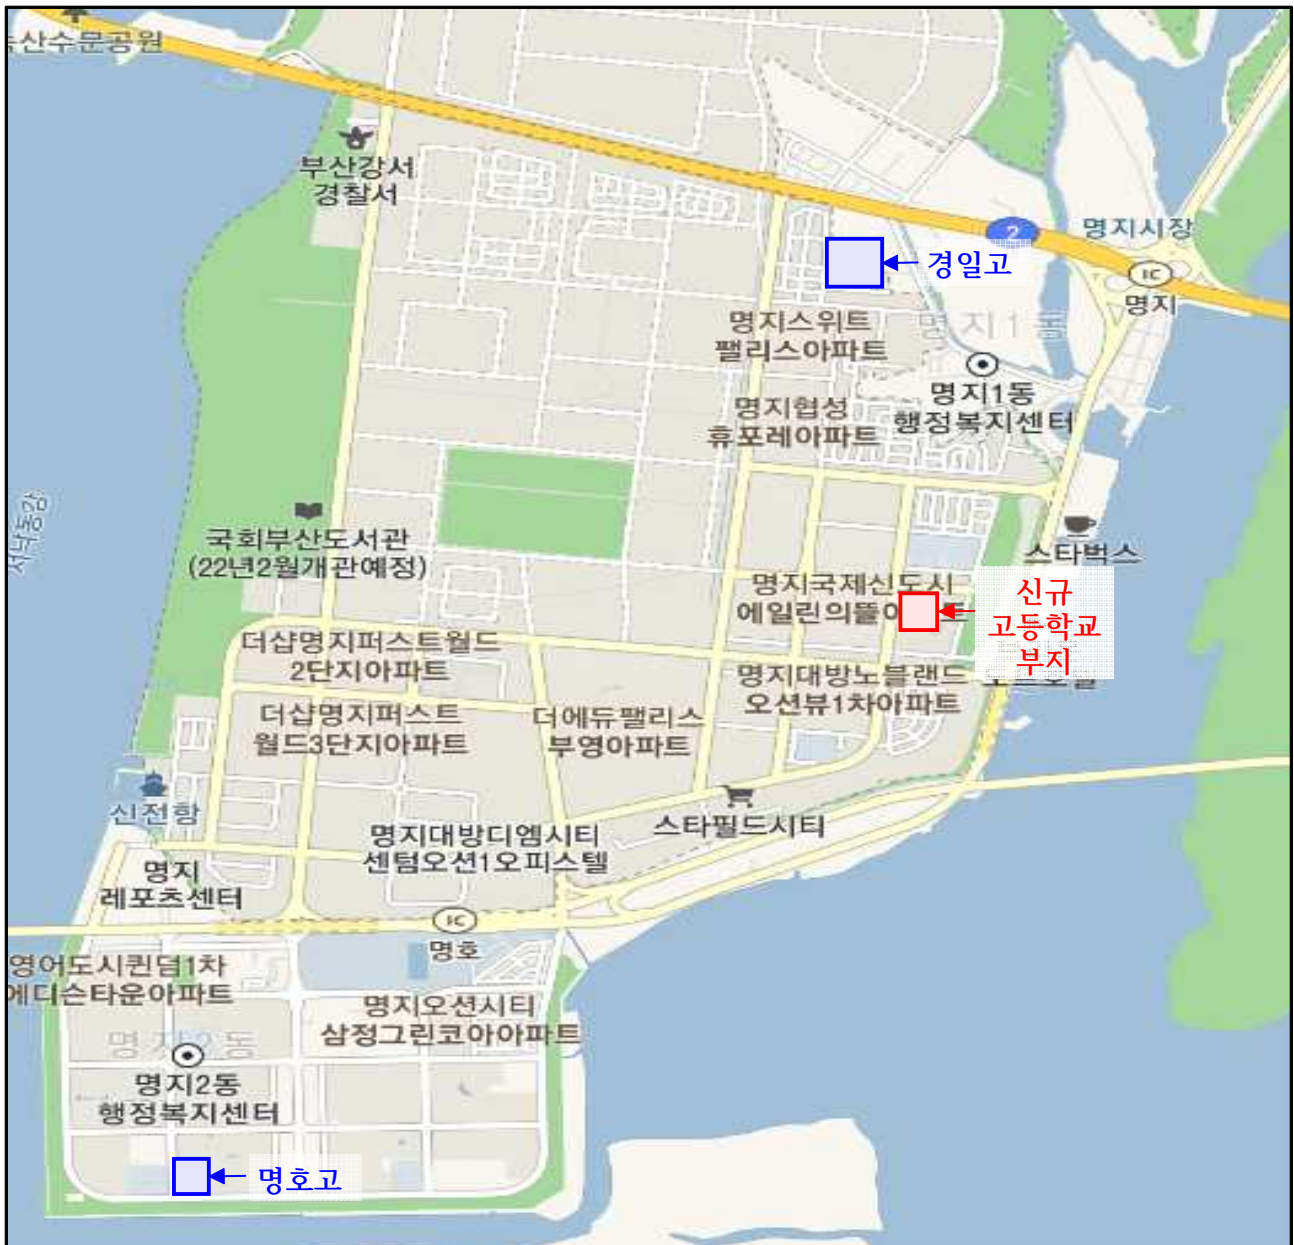 녹산수문공원
부산강서
경찰서
2
명지시장
경일고
IC
명지
명지스위트
팰리스아파트
명지1동
명지1동
행정복지센터
명지협성
휴포레아파트
서낙동강
국회부산도서관
(22년2월개관예정)
스타벅스
명지국제신도시
에일린의뜰아파트
신규
고등학교
부지
더샵명지퍼스트월드
2단지아파트
명지대방노블랜드
오션뷰1차아파트
더샵명지퍼스트
월드3단지아파트
더에듀팰리스
부영아파트
신전항
스타필드시티
명지대방디엠시티
센텀오션1오피스텔
명지
레포츠센터
IC
명호
영어도시퀸덤1차
에디슨타운아파트
명지오션시티
삼정그린코아아파트
명지2동
명지2동
행정복지센터
명호고